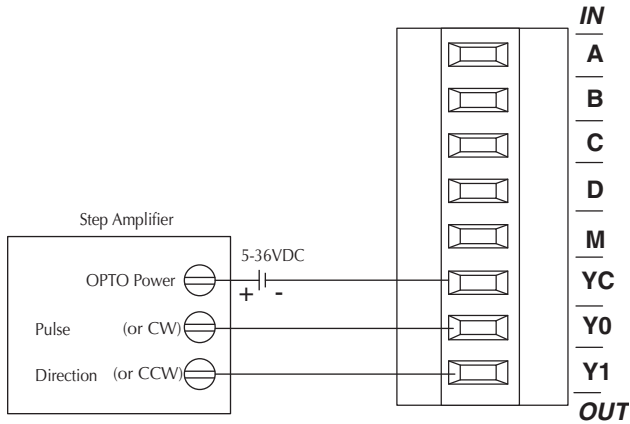 IN
A
B
C
D
M
YC
Y0
Y1
OUT
Step Amplifier
5-36VDC
OPTO Power
+ -
Pulse (or CW)
Direction (or CCW)